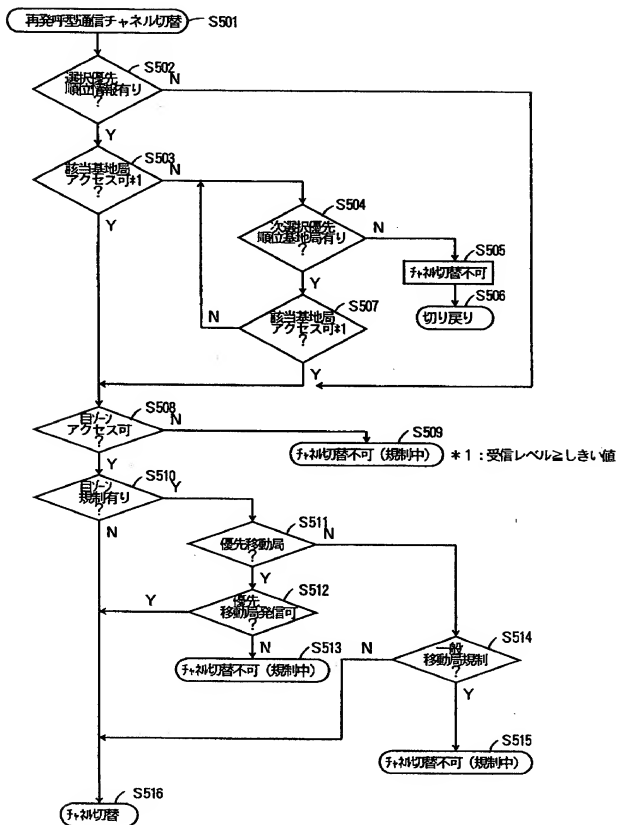 再発呼型通信チャネル切替
S501
S502
選択優先
順位情報有り
?
N
Y
S503
該当基地局
アクセス可*1
?
N
Y
S504
次選択優先
順位基地局有り
?
N
Y
S505
ﾁｬﾈﾙ切替不可
S506
切り戻り
S507
該当基地局
アクセス可*1
?
N
Y
S508
自ゾーン
アクセス可
?
N
Y
S509
ﾁｬﾈﾙ切替不可（規制中）
＊1：受信レベル≧しきい値
S510
自ゾーン
規制有り
?
Y
N
S511
優先移動局
?
N
Y
S512
優先
移動局発信可
?
Y
N
S513
ﾁｬﾈﾙ切替不可（規制中）
S514
一般
移動局規制
?
N
Y
S515
ﾁｬﾈﾙ切替不可（規制中）
S516
ﾁｬﾈﾙ切替